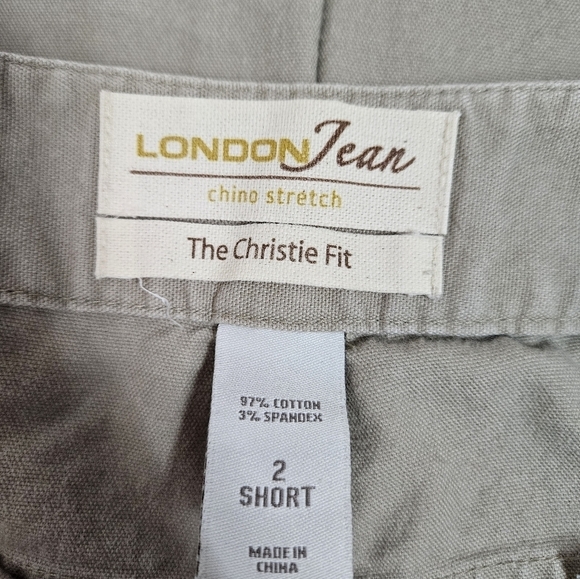 LONDON Jean
chino stretch
The Christie Fit
97% COTTON
3% SPANDEX
2
SHORT
MADE IN
CHINA